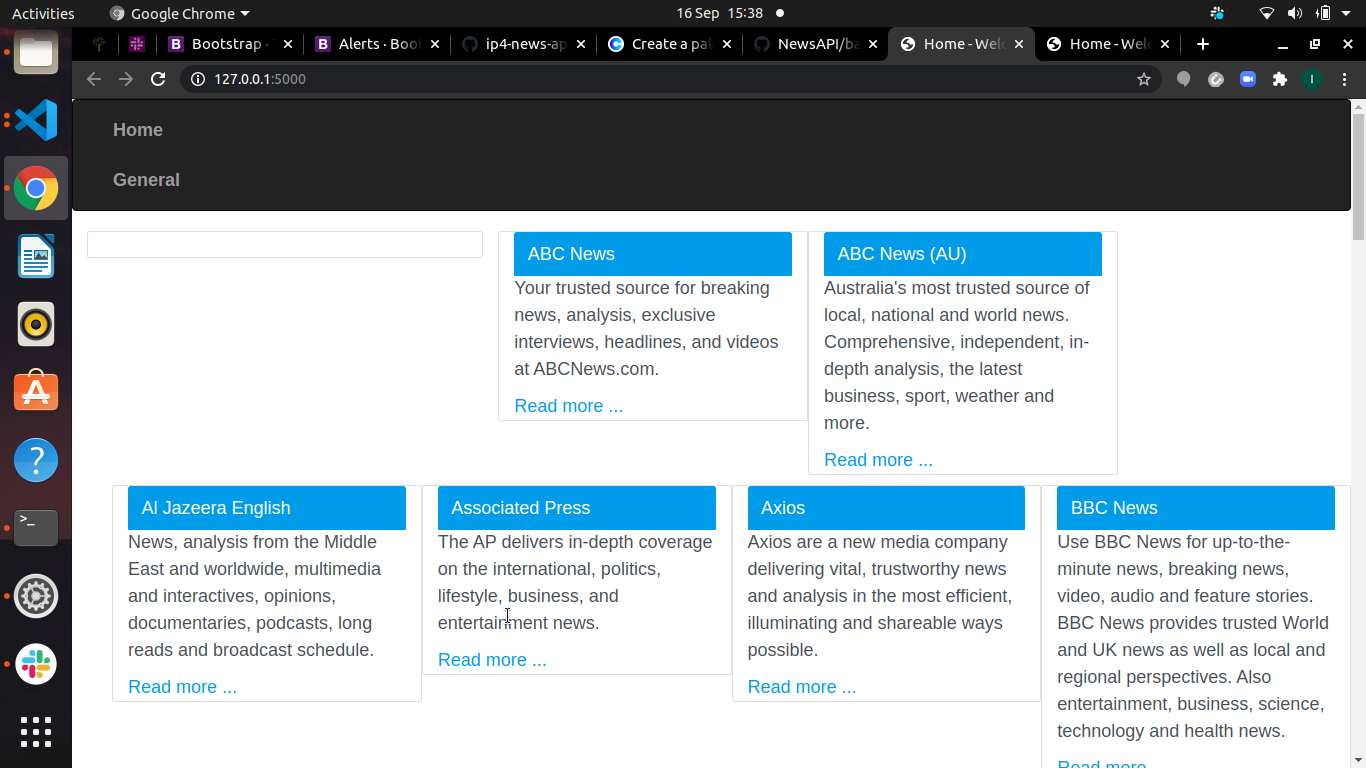 Activities
Google Chrome
16 Sep 15:38
Bootstrap · T
Alerts · Boo
ip4-news-ap
Create a pal
NewsAPI/ba
Home - Welc
Home - Welc
127.0.0.1:5000
I
Home
General
ABC News
Your trusted source for breaking
news, analysis, exclusive
interviews, headlines, and videos
at ABCNews.com.
Read more ...
ABC News (AU)
Australia's most trusted source of
local, national and world news.
Comprehensive, independent, in-
depth analysis, the latest
business, sport, weather and
more.
Read more ...
Al Jazeera English
News, analysis from the Middle
East and worldwide, multimedia
and interactives, opinions,
documentaries, podcasts, long
reads and broadcast schedule.
Read more ...
Associated Press
The AP delivers in-depth coverage
on the international, politics,
lifestyle, business, and
entertainment news.
Read more ...
Axios
Axios are a new media company
delivering vital, trustworthy news
and analysis in the most efficient,
illuminating and shareable ways
possible.
Read more ...
BBC News
Use BBC News for up-to-the-
minute news, breaking news,
video, audio and feature stories.
BBC News provides trusted World
and UK news as well as local and
regional perspectives. Also
entertainment, business, science,
technology and health news.
Read more